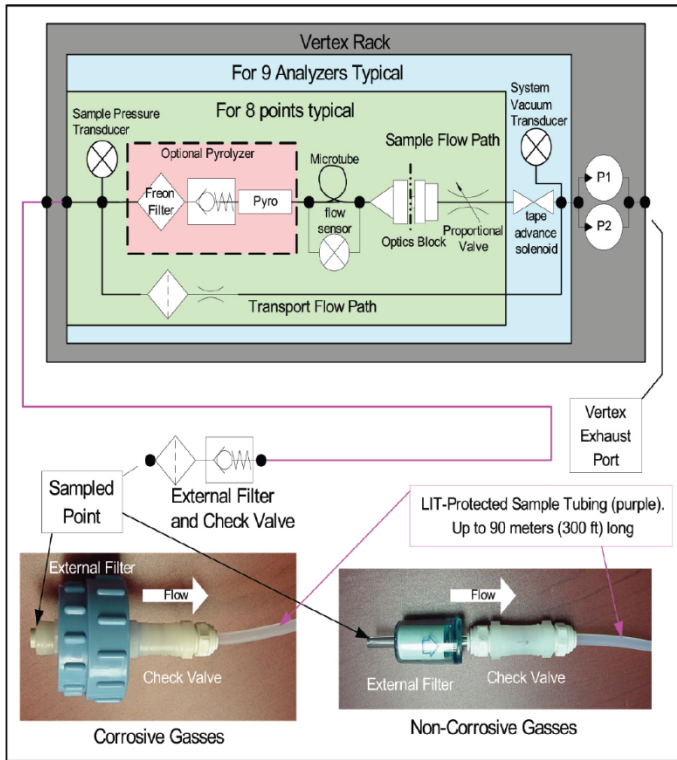 Vertex Rack
For 9 Analyzers Typical
For 8 points typical
Sample Pressure
Transducer
System
Vacuum
Transducer
Sample Flow Path
Optional Pyrolyzer
Microtube
Freon
Filter
Pyro
flow
sensor
Optics Block
Proportional
Valve
tape
advance
solenoid
P1
P2
Transport Flow Path
Vertex
Exhaust
Port
Sampled
Point
External Filter
and Check Valve
LIT-Protected Sample Tubing (purple).
Up to 90 meters (300 ft) long
External Filter
Flow
Check Valve
Corrosive Gasses
Flow
External Filter
Check Valve
Non-Corrosive Gasses